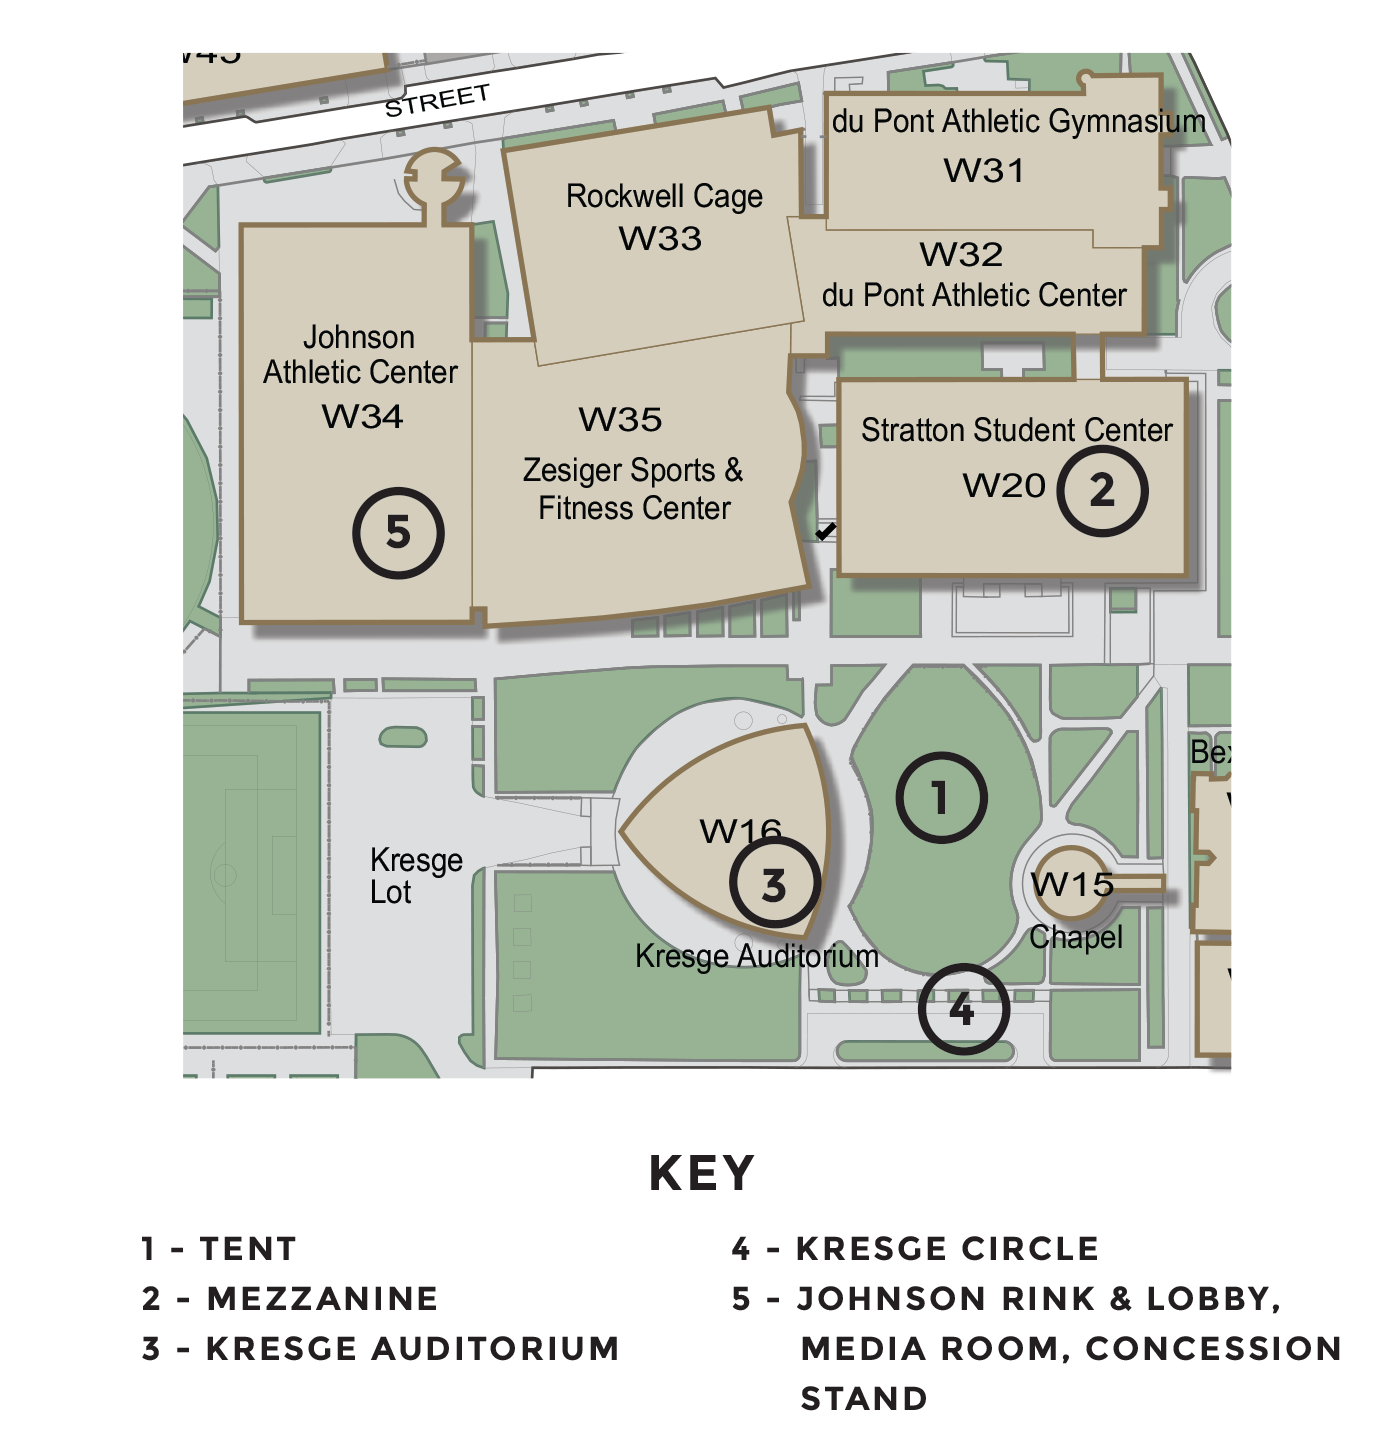 W45
STREET
du Pont Athletic Gymnasium
W31
Rockwell Cage
W33
W32
du Pont Athletic Center
Johnson
Athletic Center
W34
W35
Zesiger Sports &
Fitness Center
5
Stratton Student Center
W20
2
1
W16
3
Kresge Auditorium
Kresge
Lot
W15
Chapel
4
KEY
1 - TENT
2 - MEZZANINE
3 - KRESGE AUDITORIUM
4 - KRESGE CIRCLE
5 - JOHNSON RINK & LOBBY,
MEDIA ROOM, CONCESSION
STAND